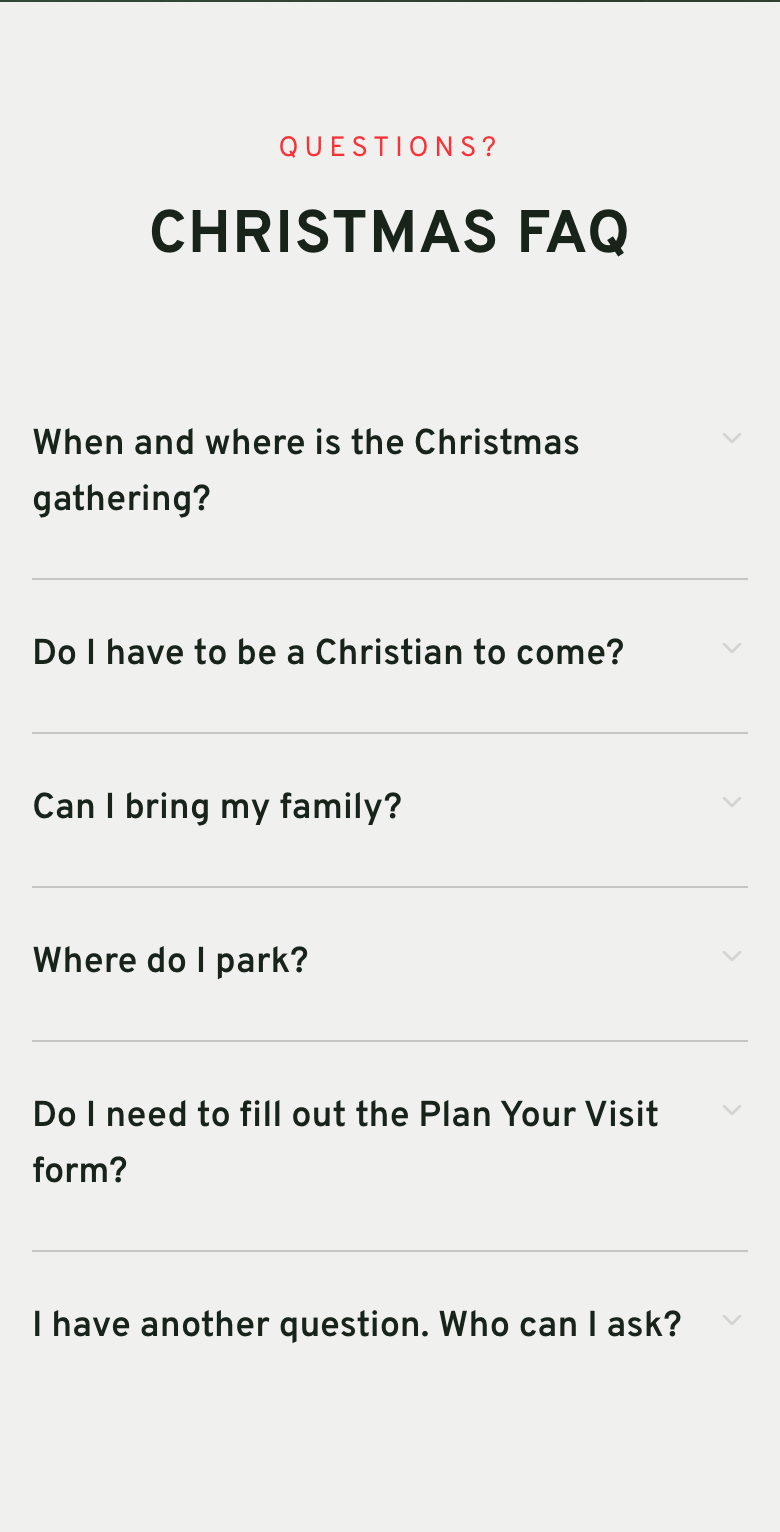 QUESTIONS?
CHRISTMAS FAQ
When and where is the Christmas
gathering?
Do I have to be a Christian to come?
Can I bring my family?
Where do I park?
Do I need to fill out the Plan Your Visit
form?
I have another question. Who can I ask?